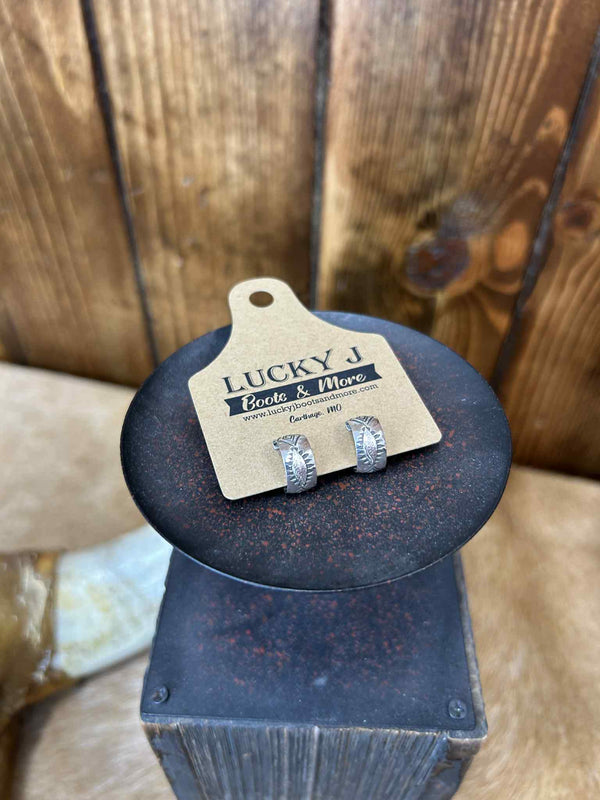 LUCKY J
Boots & More
www.luckyjbootsandmore.com
Carthage, MO